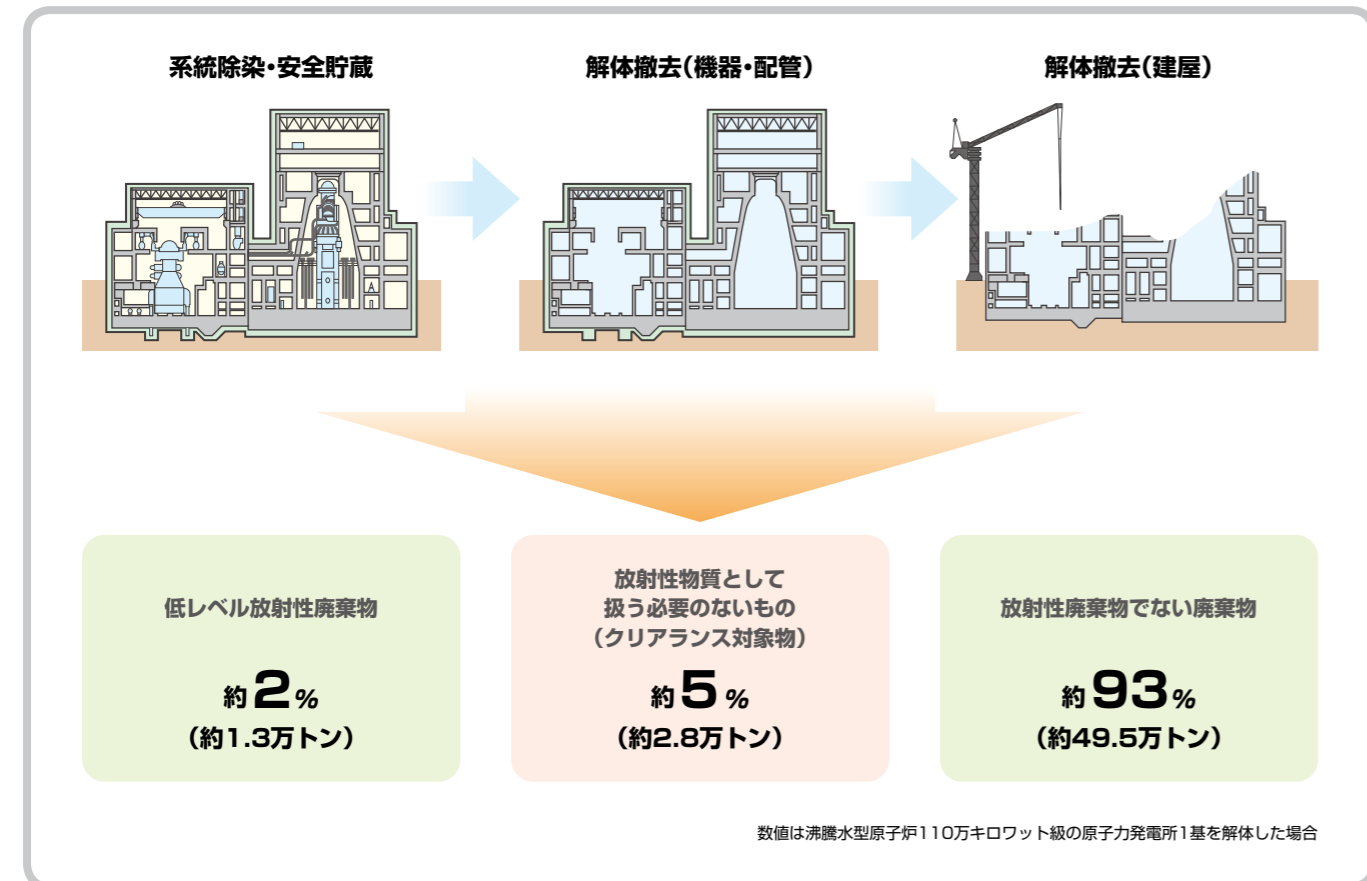 系統除染・安全貯蔵
解体撤去（機器・配管）
解体撤去（建屋）
低レベル放射性廃棄物
約2%
（約1.3万トン）
放射性物質として
扱う必要のないもの
（クリアランス対象物）
約5%
（約2.8万トン）
放射性廃棄物でない廃棄物
約93%
（約49.5万トン）
数値は沸騰水型原子炉110万キロワット級の原子力発電所1基を解体した場合